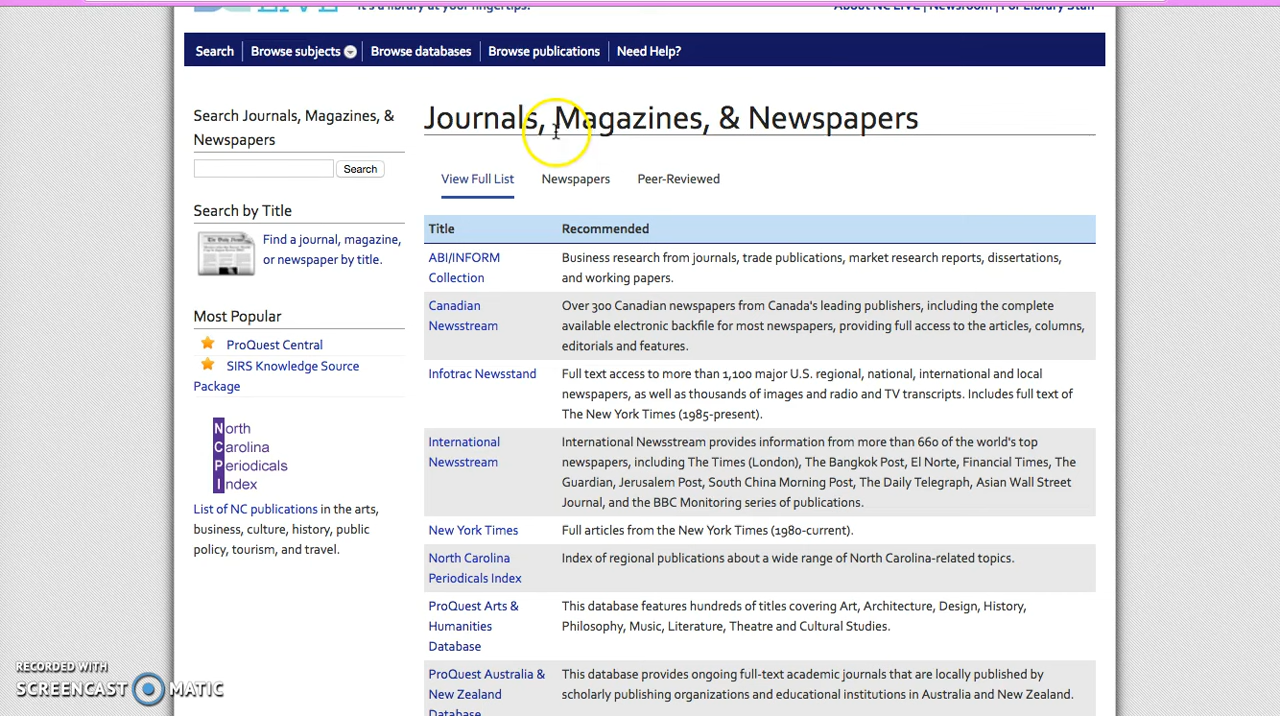 LIVE
It's a library at your fingertips!
About NC LIVE | Newsroom | For Library Staff
Search
Browse subjects
Browse databases
Browse publications
Need Help?
Search Journals, Magazines, &
Newspapers
Search
Search by Title
Find a journal, magazine,
or newspaper by title.
Most Popular
ProQuest Central
SIRS Knowledge Source
Package
North
Carolina
Periodicals
Index
List of NC publications in the arts,
business, culture, history, public
policy, tourism, and travel.
Journals, Magazines, & Newspapers
View Full List
Newspapers
Peer-Reviewed
Title
Recommended
ABI/INFORM
Collection
Business research from journals, trade publications, market research reports, dissertations,
and working papers.
Canadian
Newsstream
Over 300 Canadian newspapers from Canada's leading publishers, including the complete
available electronic backfile for most newspapers, providing full access to the articles, columns,
editorials and features.
Infotrac Newsstand
Full text access to more than 1,100 major U.S. regional, national, international and local
newspapers, as well as thousands of images and radio and TV transcripts. Includes full text of
The New York Times (1985-present).
International
Newsstream
International Newsstream provides information from more than 660 of the world's top
newspapers, including The Times (London), The Bangkok Post, El Norte, Financial Times, The
Guardian, Jerusalem Post, South China Morning Post, The Daily Telegraph, Asian Wall Street
Journal, and the BBC Monitoring series of publications.
New York Times
Full articles from the New York Times (1980-current).
North Carolina
Periodicals Index
Index of regional publications about a wide range of North Carolina-related topics.
ProQuest Arts &
Humanities
Database
This database features hundreds of titles covering Art, Architecture, Design, History,
Philosophy, Music, Literature, Theatre and Cultural Studies.
ProQuest Australia &
New Zealand
Database
This database provides ongoing full-text academic journals that are locally published by
scholarly publishing organizations and educational institutions in Australia and New Zealand.
RECORDED WITH
SCREENCAST MATIC